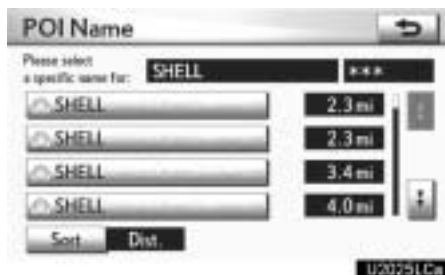 POI Name
Please select
a specific name for: SHELL ***
SHELL 2.3 mi
SHELL 2.3 mi
SHELL 3.4 mi
SHELL 4.0 mi
Sort Dist.
U2025LCa